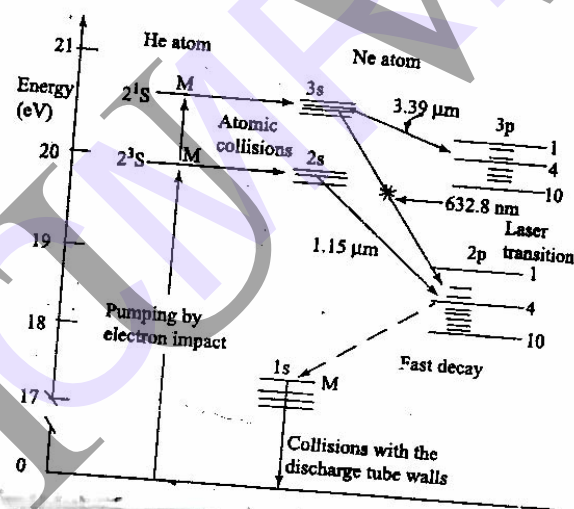 He atom
Ne atom
21
Energy
(eV)
2¹S
M
3s
3.39 μm
3p
1
4
10
Atomic
collisions
20
2³S
M
2s
632.8 nm
Laser
transition
19
1.15 μm
2p
1
4
10
18
Pumping by
electron impact
Fast decay
1s
M
17
Collisions with the
discharge tube walls
0